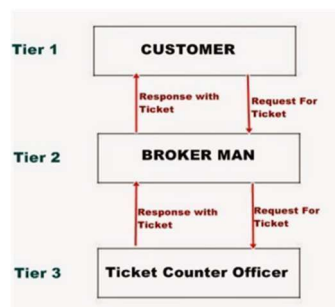 Tier 1
CUSTOMER
Response with
Ticket
Request For
Ticket
Tier 2
BROKER MAN
Response with
Ticket
Request For
Ticket
Tier 3
Ticket Counter Officer